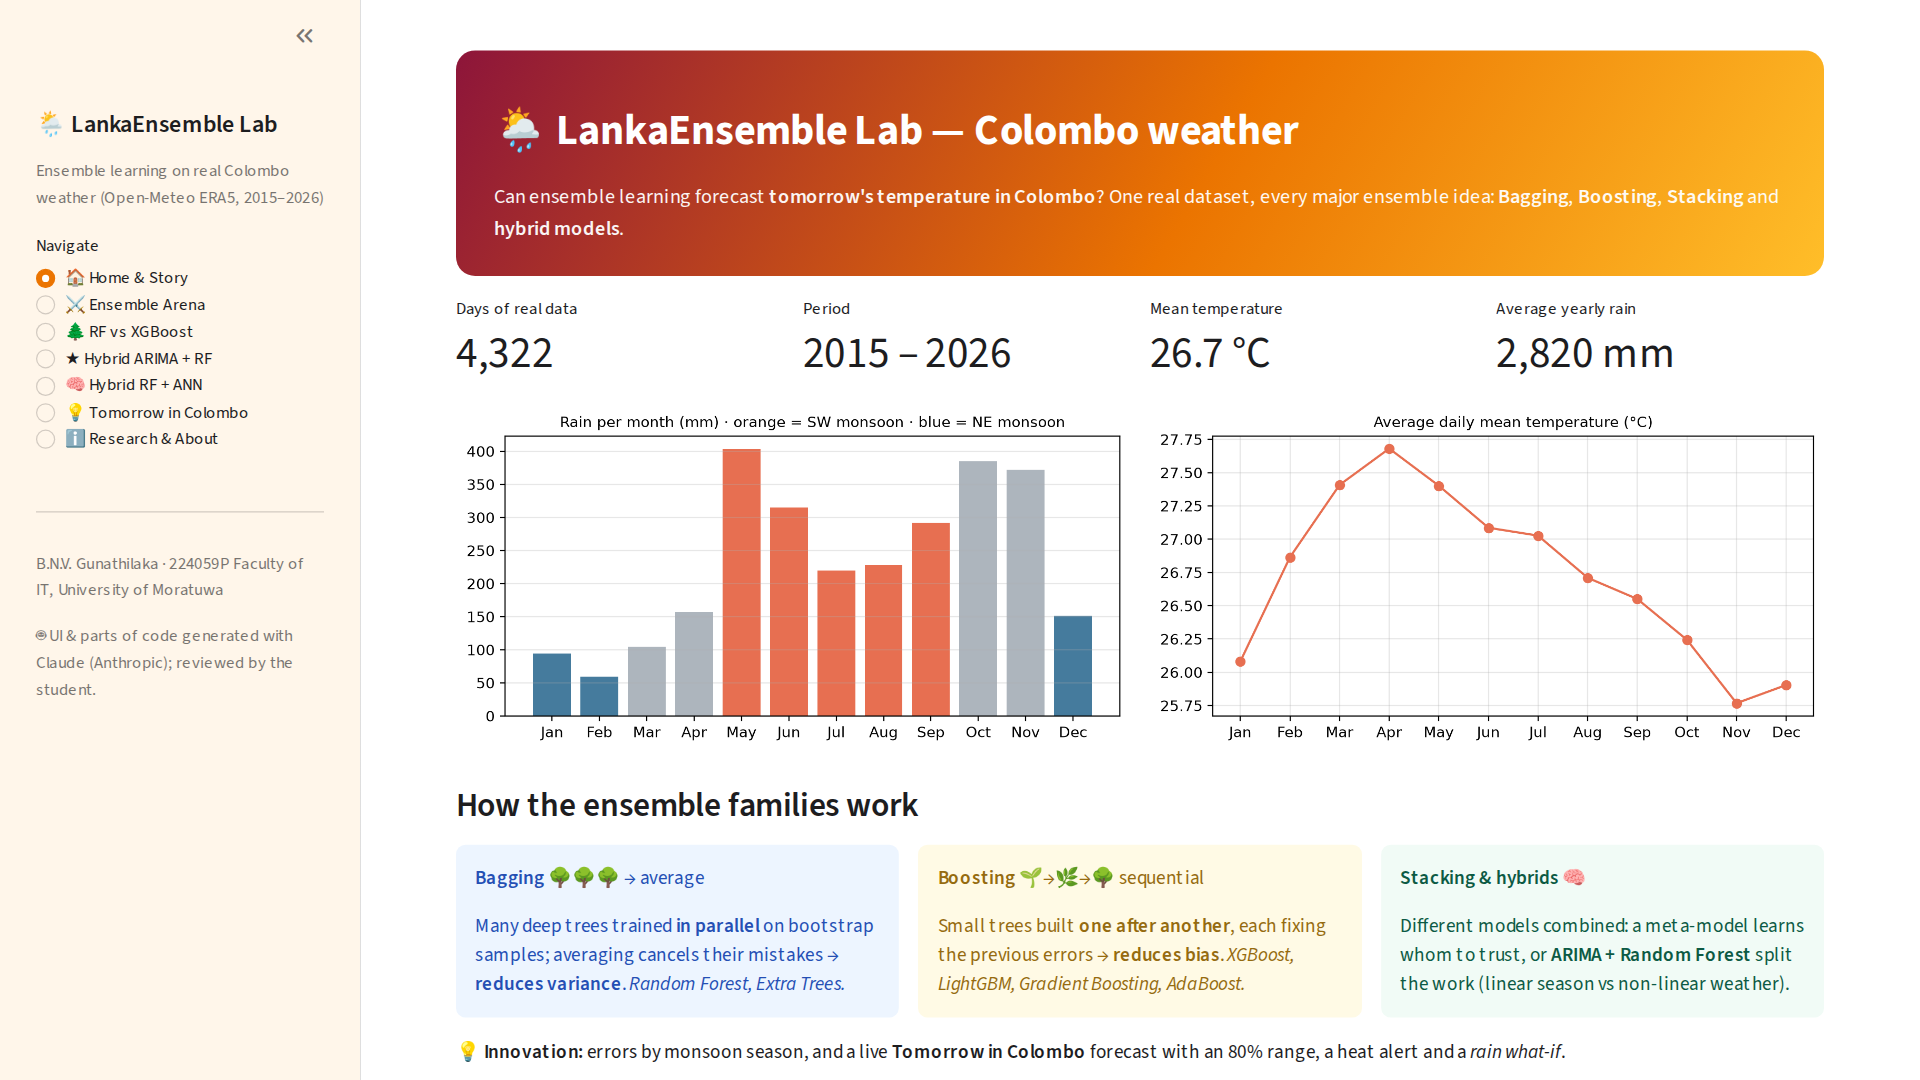 🌦️ LankaEnsemble Lab
Ensemble learning on real Colombo
weather (Open-Meteo ERA5, 2015–2026)
Navigate
🏠 Home & Story
⚔️ Ensemble Arena
🌲 RF vs XGBoost
★ Hybrid ARIMA + RF
🧠 Hybrid RF + ANN
💡 Tomorrow in Colombo
ℹ️ Research & About
B.N.V. Gunathilaka · 224059P Faculty of
IT, University of Moratuwa
UI & parts of code generated with
Claude (Anthropic); reviewed by the
student.
🌦️ LankaEnsemble Lab — Colombo weather
Can ensemble learning forecast tomorrow's temperature in Colombo? One real dataset, every major ensemble idea: Bagging, Boosting, Stacking and
hybrid models.
Days of real data
4,322
Period
2015 – 2026
Mean temperature
26.7 °C
Average yearly rain
2,820 mm
Rain per month (mm) · orange = SW monsoon · blue = NE monsoon
400
350
300
250
200
150
100
50
0
Jan Feb Mar Apr May Jun Jul Aug Sep Oct Nov Dec
Average daily mean temperature (°C)
27.75
27.50
27.25
27.00
26.75
26.50
26.25
26.00
25.75
Jan Feb Mar Apr May Jun Jul Aug Sep Oct Nov Dec
How the ensemble families work
Bagging 🌳🌳🌳 → average
Many deep trees trained in parallel on bootstrap
samples; averaging cancels their mistakes →
reduces variance. Random Forest, Extra Trees.
Boosting 🌱→🌿→🌳 sequential
Small trees built one after another, each fixing
the previous errors → reduces bias. XGBoost,
LightGBM, Gradient Boosting, AdaBoost.
Stacking & hybrids 🧠
Different models combined: a meta-model learns
whom to trust, or ARIMA + Random Forest split
the work (linear season vs non-linear weather).
💡 Innovation: errors by monsoon season, and a live Tomorrow in Colombo forecast with an 80% range, a heat alert and a rain what-if.